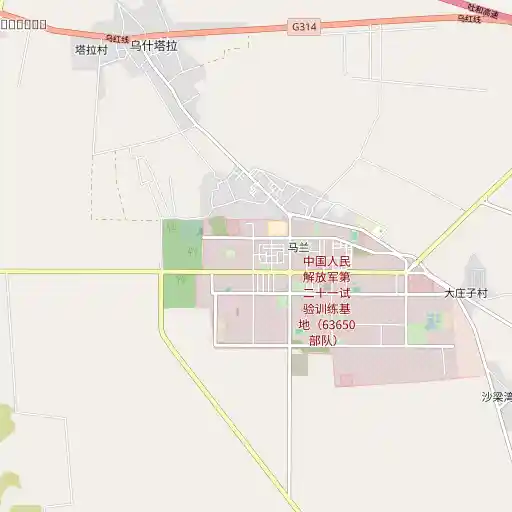 吐和高速
乌红线
G314
乌红线
乌什塔拉
塔拉村
马兰
中国人民
解放军第
二十一试
验训练基
地（63650
部队）
大庄子村
沙梁湾